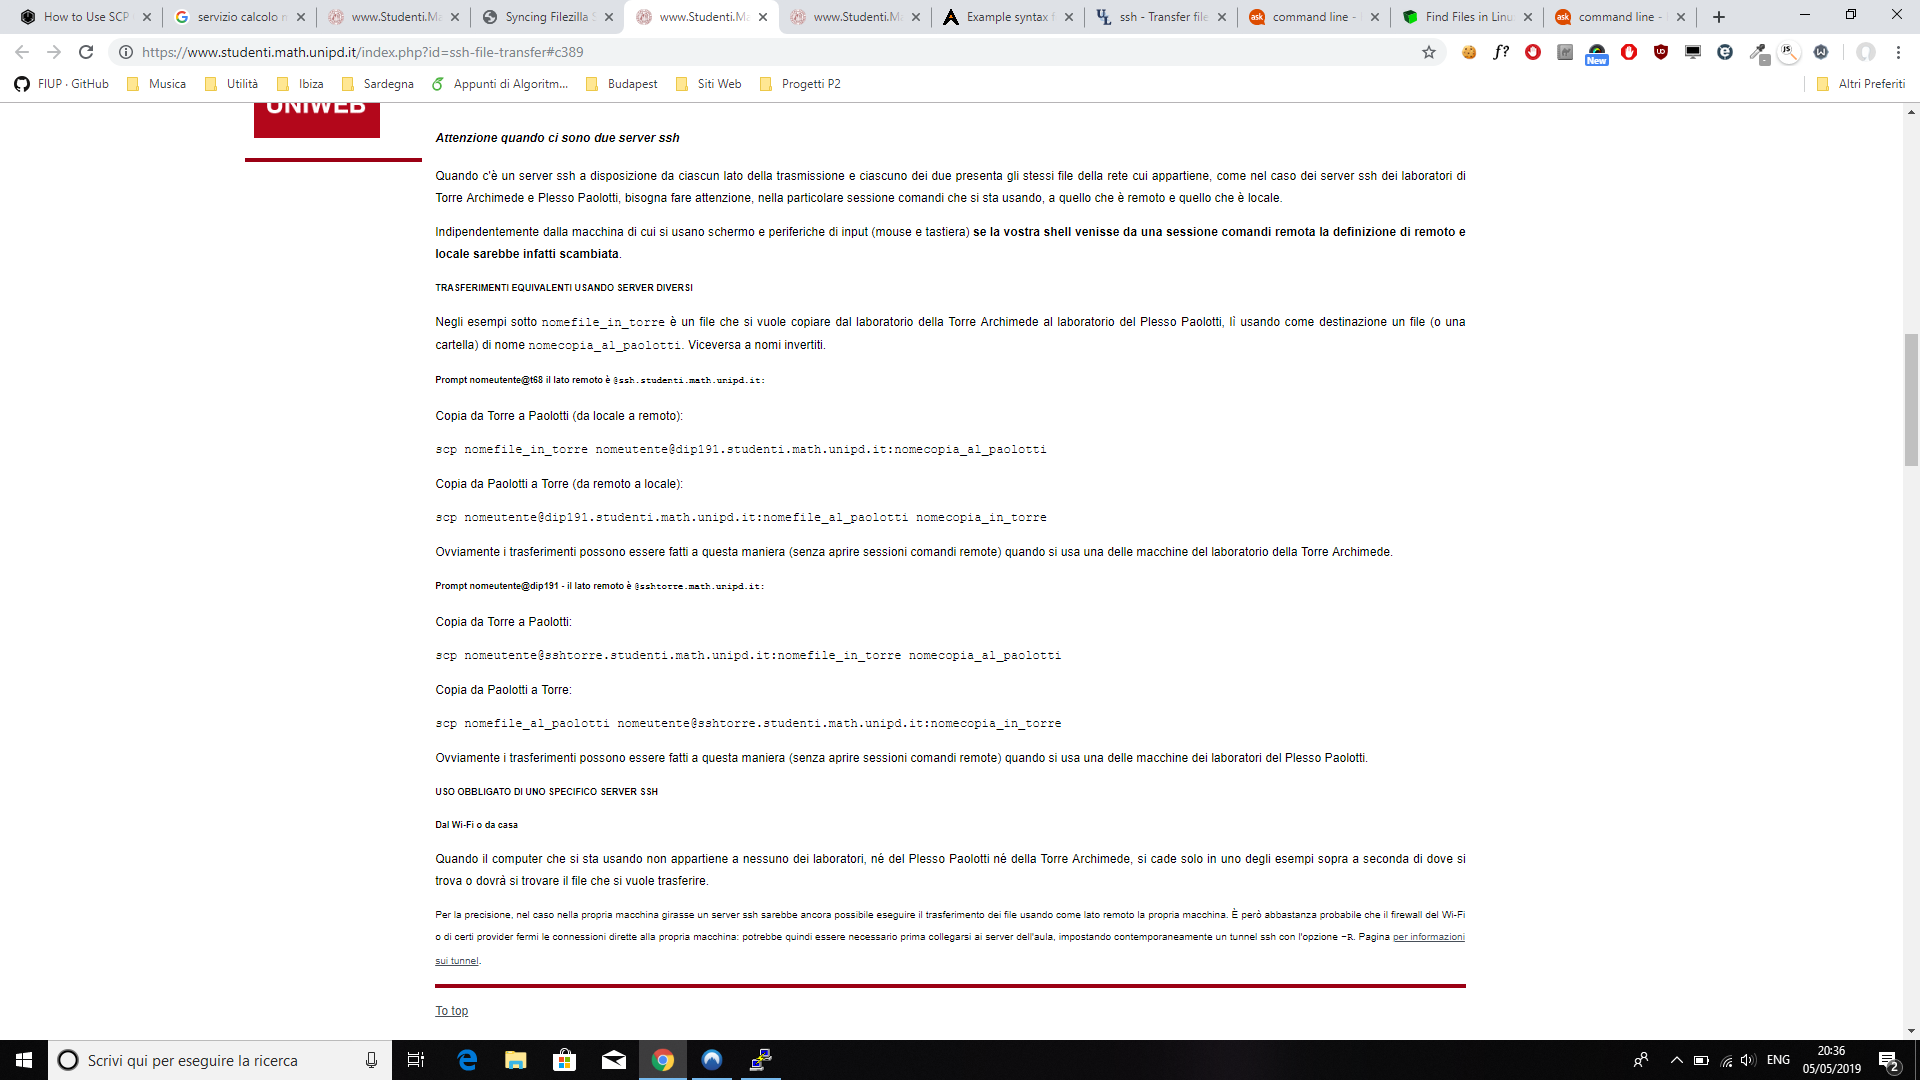 How to Use SCP
servizio calcolo n
www.Studenti.Ma
Syncing Filezilla S
www.Studenti.Ma
www.Studenti.Ma
Example syntax f
ssh - Transfer file
command line -
Find Files in Linu
command line -
https://www.studenti.math.unipd.it/index.php?id=ssh-file-transfer#c389
New
FIUP · GitHub
Musica
Utilità
Ibiza
Sardegna
Appunti di Algoritm...
Budapest
Siti Web
Progetti P2
Altri Preferiti
UNIWEB
Attenzione quando ci sono due server ssh
Quando c'è un server ssh a disposizione da ciascun lato della trasmissione e ciascuno dei due presenta gli stessi file della rete cui appartiene, come nel caso dei server ssh dei laboratori di
Torre Archimede e Plesso Paolotti, bisogna fare attenzione, nella particolare sessione comandi che si sta usando, a quello che è remoto e quello che è locale.
Indipendentemente dalla macchina di cui si usano schermo e periferiche di input (mouse e tastiera) se la vostra shell venisse da una sessione comandi remota la definizione di remoto e
locale sarebbe infatti scambiata.
TRASFERIMENTI EQUIVALENTI USANDO SERVER DIVERSI
Negli esempi sotto nomefile_in_torre è un file che si vuole copiare dal laboratorio della Torre Archimede al laboratorio del Plesso Paolotti, lì usando come destinazione un file (o una
cartella) di nome nomecopia_al_paolotti. Viceversa a nomi invertiti.
Prompt nomeutente@t68 il lato remoto è @ssh.studenti.math.unipd.it:
Copia da Torre a Paolotti (da locale a remoto):
scp nomefile_in_torre nomeutente@dip191.studenti.math.unipd.it:nomecopia_al_paolotti
Copia da Paolotti a Torre (da remoto a locale):
scp nomeutente@dip191.studenti.math.unipd.it:nomefile_al_paolotti nomecopia_in_torre
Ovviamente i trasferimenti possono essere fatti a questa maniera (senza aprire sessioni comandi remote) quando si usa una delle macchine del laboratorio della Torre Archimede.
Prompt nomeutente@dip191 - il lato remoto è @sshtorre.math.unipd.it:
Copia da Torre a Paolotti:
scp nomeutente@sshtorre.studenti.math.unipd.it:nomefile_in_torre nomecopia_al_paolotti
Copia da Paolotti a Torre:
scp nomefile_al_paolotti nomeutente@sshtorre.studenti.math.unipd.it:nomecopia_in_torre
Ovviamente i trasferimenti possono essere fatti a questa maniera (senza aprire sessioni comandi remote) quando si usa una delle macchine dei laboratori del Plesso Paolotti.
USO OBBLIGATO DI UNO SPECIFICO SERVER SSH
Dal Wi-Fi o da casa
Quando il computer che si sta usando non appartiene a nessuno dei laboratori, né del Plesso Paolotti né della Torre Archimede, si cade solo in uno degli esempi sopra a seconda di dove si
trova o dovrà si trovare il file che si vuole trasferire.
Per la precisione, nel caso nella propria macchina girasse un server ssh sarebbe ancora possibile eseguire il trasferimento dei file usando come lato remoto la propria macchina. È però abbastanza probabile che il firewall del Wi-Fi
o di certi provider fermi le connessioni dirette alla propria macchina: potrebbe quindi essere necessario prima collegarsi ai server dell'aula, impostando contemporaneamente un tunnel ssh con l'opzione -R. Pagina per informazioni
sui tunnel.
To top
Scrivi qui per eseguire la ricerca
ENG
20:36
05/05/2019
2